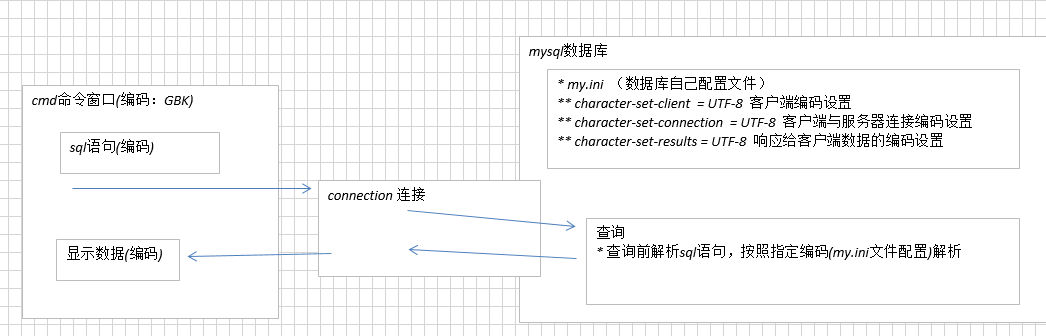 mysql数据库
* my.ini （数据库自己配置文件）
** character-set-client = UTF-8 客户端编码设置
** character-set-connection = UTF-8 客户端与服务器连接编码设置
** character-set-results = UTF-8 响应给客户端数据的编码设置
cmd命令窗口(编码：GBK)
sql语句(编码)
connection 连接
查询
* 查询前解析sql语句，按照指定编码(my.ini文件配置)解析
显示数据(编码)